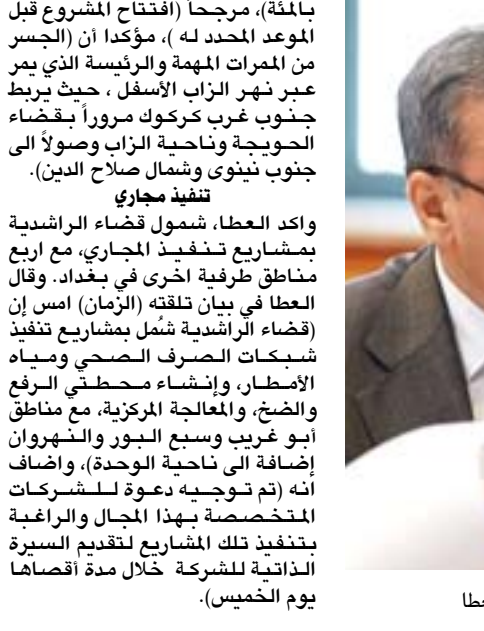 بـالمئة)، مرجحاً (افتتاح المشروع قبل
الموعد المحدد له )، مؤكدا أن (الجسر
من الممرات المهمة والرئيسة الذي يمر
عبر نهر الزاب الأسفل ، حيث يربط
جنوب غرب كركوك مروراً بقضاء
الحويجة وناحية الزاب وصولاً الى
جنوب نينوى وشمال صلاح الدين).
تنفيذ مجاري
واكد العطا، شمول قضاء الراشدية
بمشاريع تنفيذ المجاري، مع اربع
مناطق طرفية اخرى في بغداد. وقال
العطا في بيان تلقته (الزمان) امس إن
(قضاء الراشدية شُمل بمشاريع تنفيذ
شبكات الصرف الصحي ومياه
الأمطار، وإنشاء محطتي الرفع
والضخ، والمعالجة المركزية، مع مناطق
أبو غريب وسبع البور والنهروان
إضافة الى ناحية الوحدة)، واضاف
أنه (تم توجيه دعوة للشركات
المتخصصة بهذا المجال والراغبة
بتنفيذ تلك المشاريع لتقديم السيرة
الذاتية للشركة خلال مدة أقصاها
يوم الخميس).